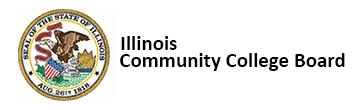 SEAL OF THE STATE OF ILLINOIS
AUG. 26TH 1818
Illinois
Community College Board